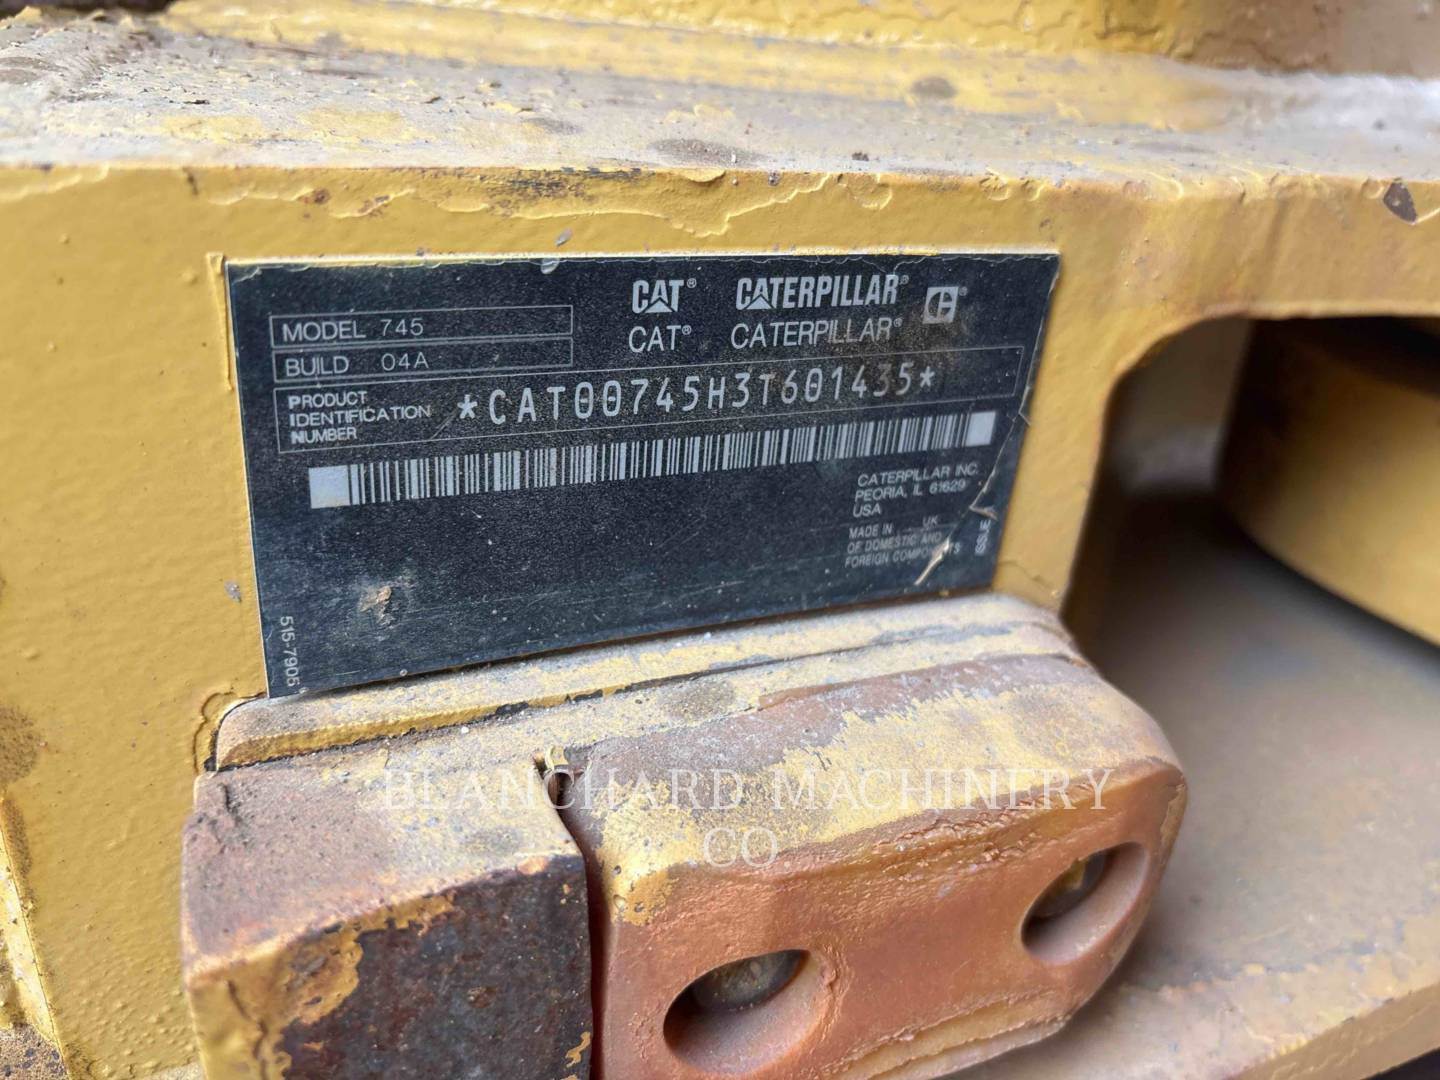 CAT® CATERPILLAR®
CAT® CATERPILLAR®
MODEL 745
BUILD 04A
PRODUCT
IDENTIFICATION
NUMBER
*CAT00745H3T601435*
CATERPILLAR INC.
PEORIA, IL 61629
USA
MADE IN UK
OF DOMESTIC AND
FOREIGN COMPONENTS
ISSUE
515-7905
BLANCHARD MACHINERY
CO.